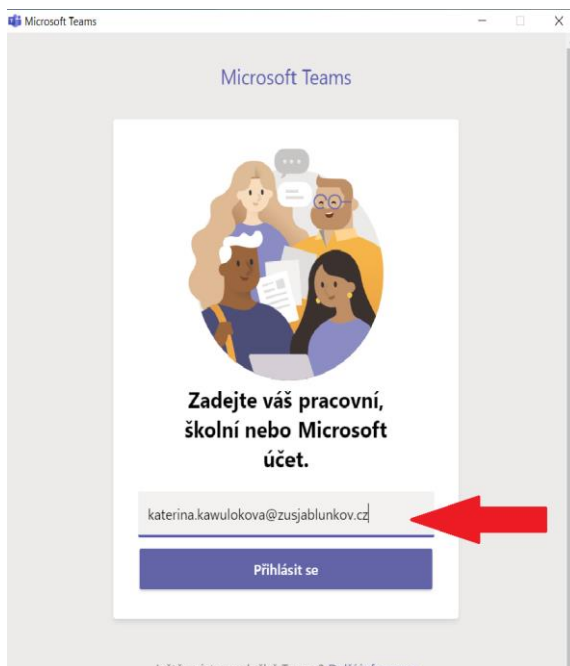 Microsoft Teams
Microsoft Teams
Zadejte váš pracovní,
školní nebo Microsoft
účet.
katerina.kawulokova@zusjablunkov.cz
Přihlásit se